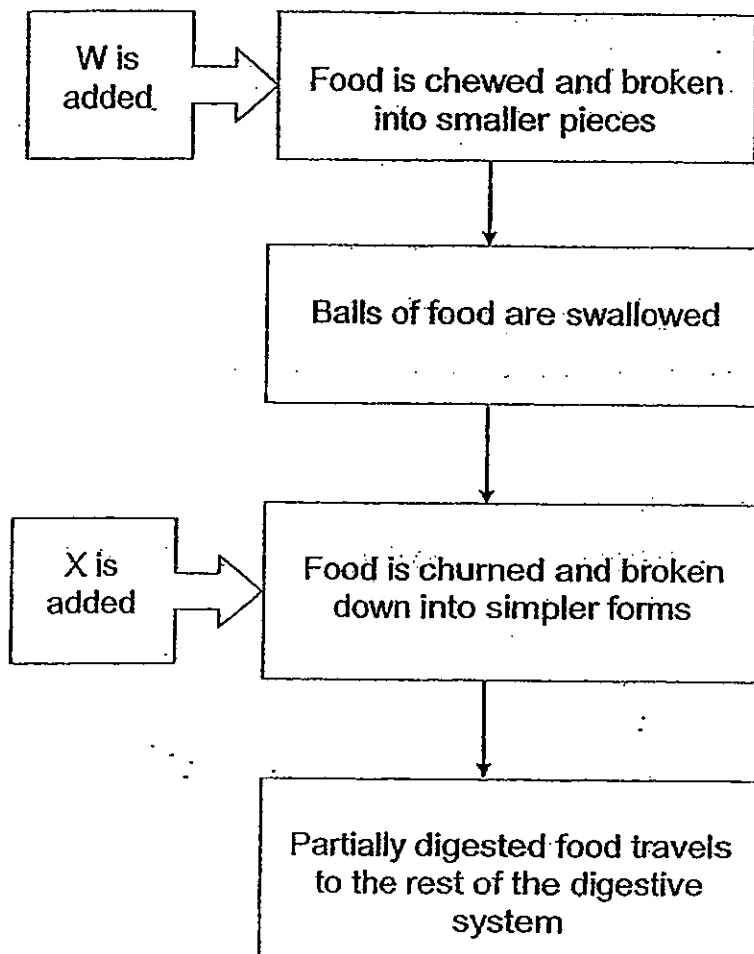 W is
added
Food is chewed and broken
into smaller pieces
Balls of food are swallowed
X is
added
Food is churned and broken
down into simpler forms
Partially digested food travels
to the rest of the digestive
system